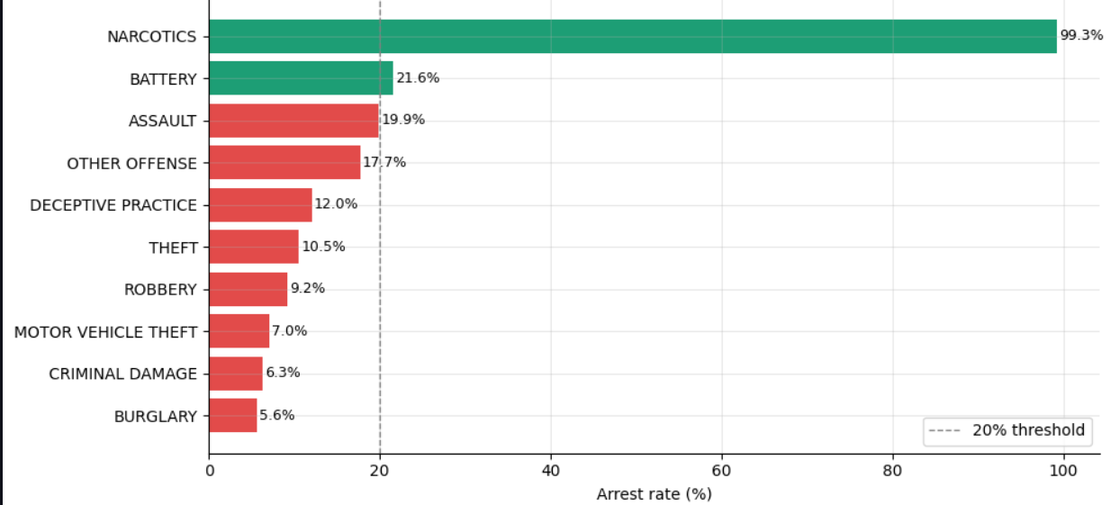 NARCOTICS 99.3%
BATTERY 21.6%
ASSAULT 19.9%
OTHER OFFENSE 17.7%
DECEPTIVE PRACTICE 12.0%
THEFT 10.5%
ROBBERY 9.2%
MOTOR VEHICLE THEFT 7.0%
CRIMINAL DAMAGE 6.3%
BURGLARY 5.6%
20% threshold
0 20 40 60 80 100
Arrest rate (%)